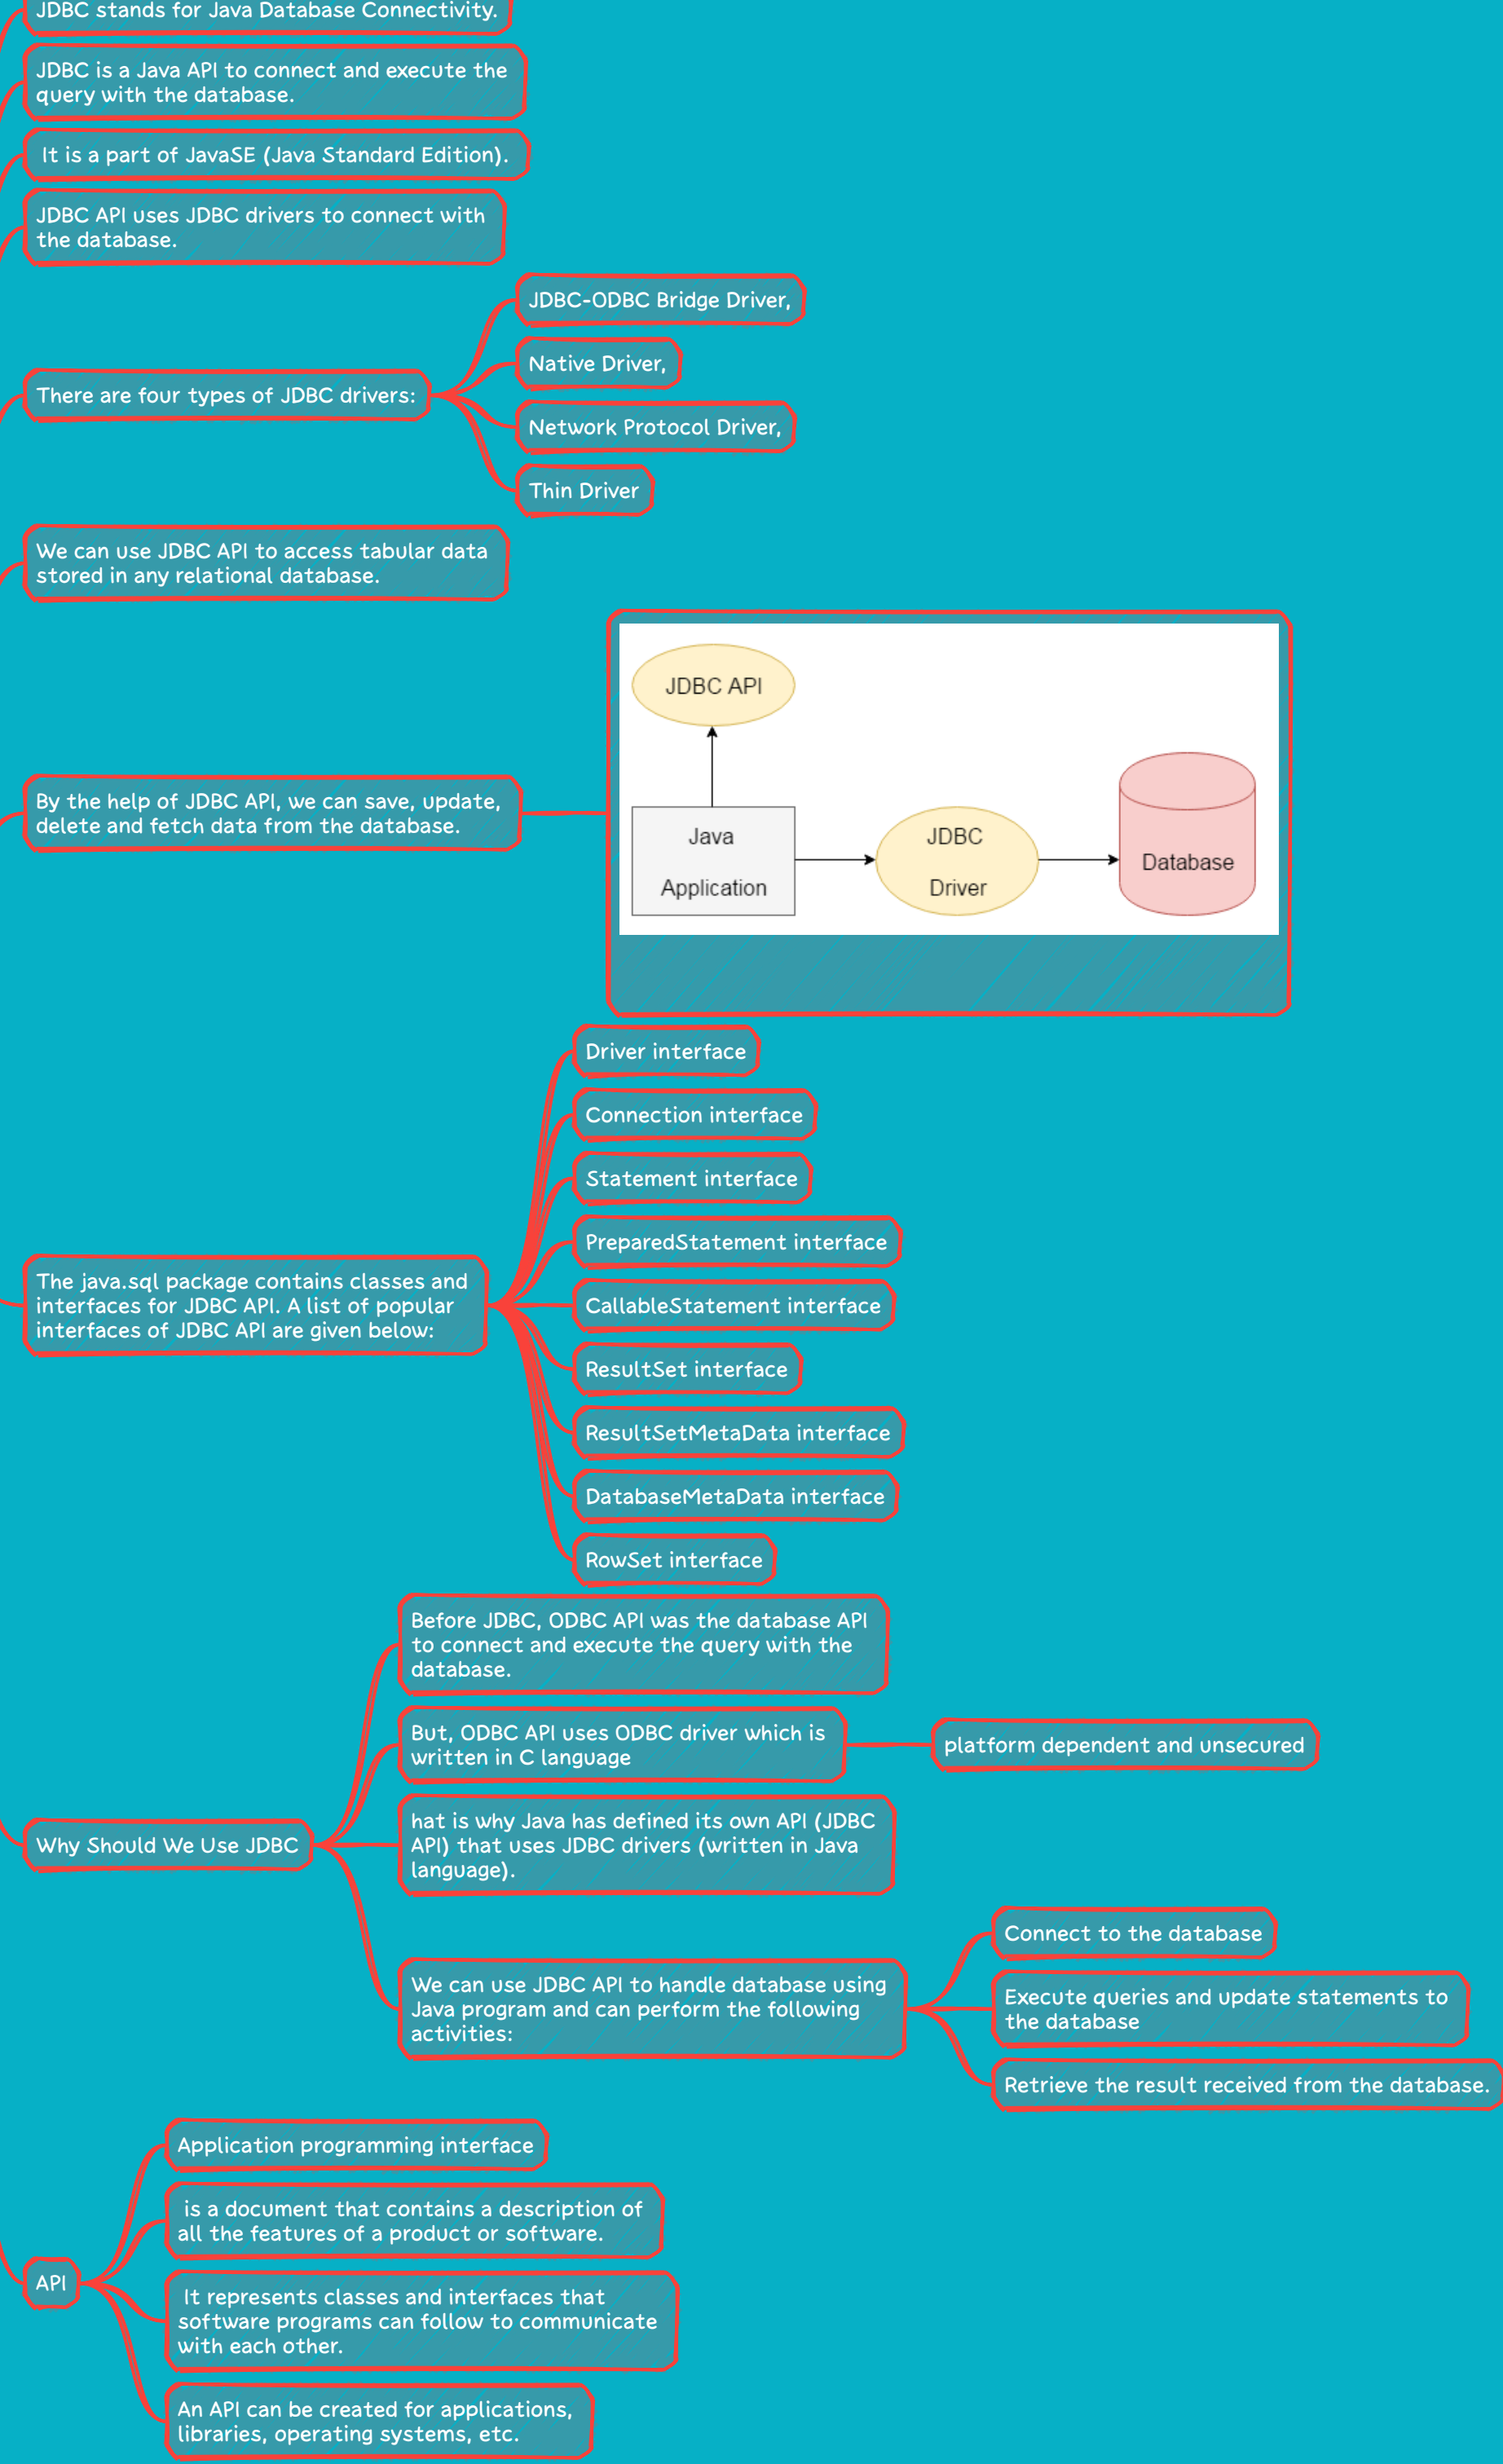 JDBC stands for Java Database Connectivity.
JDBC is a Java API to connect and execute the
query with the database.
It is a part of JavaSE (Java Standard Edition).
JDBC API uses JDBC drivers to connect with
the database.
There are four types of JDBC drivers:
JDBC-ODBC Bridge Driver,
Native Driver,
Network Protocol Driver,
Thin Driver
We can use JDBC API to access tabular data
stored in any relational database.
By the help of JDBC API, we can save, update,
delete and fetch data from the database.
JDBC API
Java
Application
JDBC
Driver
Database
The java.sql package contains classes and
interfaces for JDBC API. A list of popular
interfaces of JDBC API are given below:
Driver interface
Connection interface
Statement interface
PreparedStatement interface
CallableStatement interface
ResultSet interface
ResultSetMetaData interface
DatabaseMetaData interface
RowSet interface
Why Should We Use JDBC
Before JDBC, ODBC API was the database API
to connect and execute the query with the
database.
But, ODBC API uses ODBC driver which is
written in C language
platform dependent and unsecured
hat is why Java has defined its own API (JDBC
API) that uses JDBC drivers (written in Java
language).
We can use JDBC API to handle database using
Java program and can perform the following
activities:
Connect to the database
Execute queries and update statements to
the database
Retrieve the result received from the database.
API
Application programming interface
is a document that contains a description of
all the features of a product or software.
It represents classes and interfaces that
software programs can follow to communicate
with each other.
An API can be created for applications,
libraries, operating systems, etc.